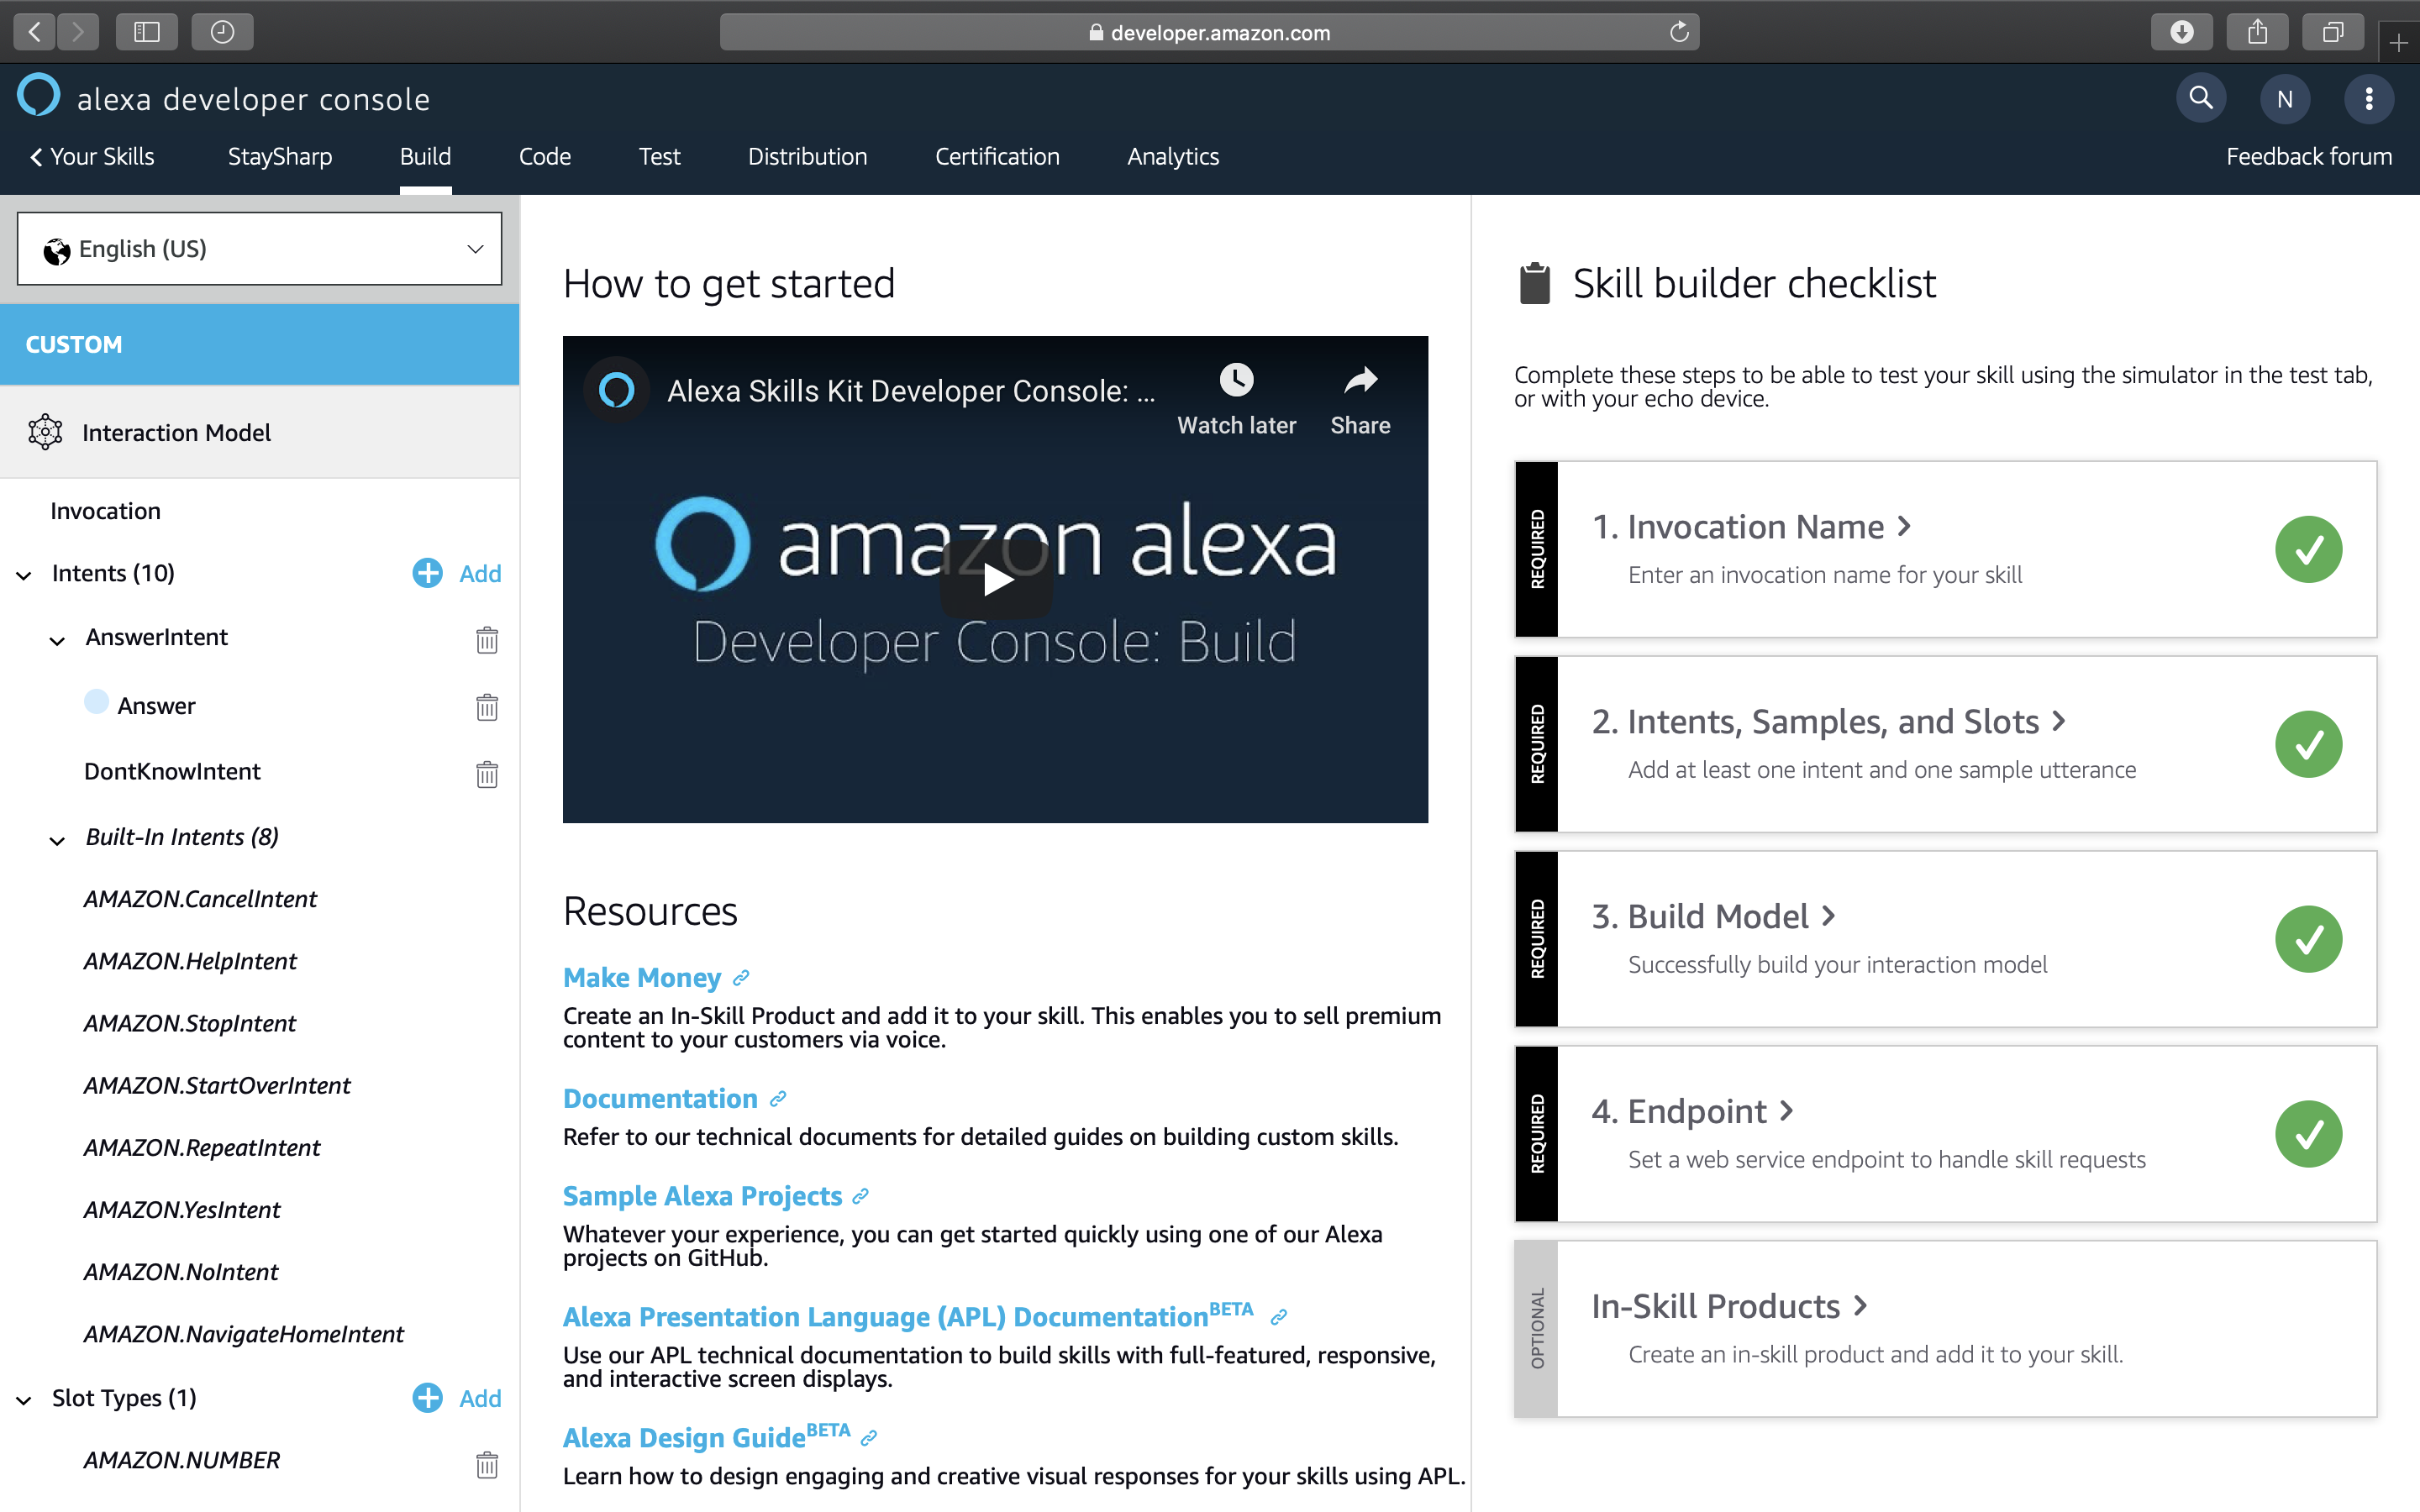 developer.amazon.com
alexa developer console
N
Your Skills
StaySharp
Build
Code
Test
Distribution
Certification
Analytics
Feedback forum
English (US)
CUSTOM
Interaction Model
Invocation
Intents (10)
Add
AnswerIntent
Answer
DontKnowIntent
Built-In Intents (8)
AMAZON.CancelIntent
AMAZON.HelpIntent
AMAZON.StopIntent
AMAZON.StartOverIntent
AMAZON.RepeatIntent
AMAZON.YesIntent
AMAZON.NoIntent
AMAZON.NavigateHomeIntent
Slot Types (1)
Add
AMAZON.NUMBER
How to get started
Alexa Skills Kit Developer Console: ...
Watch later
Share
amazon alexa
Developer Console: Build
Resources
Make Money
Create an In-Skill Product and add it to your skill. This enables you to sell premium
content to your customers via voice.
Documentation
Refer to our technical documents for detailed guides on building custom skills.
Sample Alexa Projects
Whatever your experience, you can get started quickly using one of our Alexa
projects on GitHub.
Alexa Presentation Language (APL) Documentation BETA
Use our APL technical documentation to build skills with full-featured, responsive,
and interactive screen displays.
Alexa Design Guide BETA
Learn how to design engaging and creative visual responses for your skills using APL.
Skill builder checklist
Complete these steps to be able to test your skill using the simulator in the test tab,
or with your echo device.
REQUIRED
1. Invocation Name
Enter an invocation name for your skill
REQUIRED
2. Intents, Samples, and Slots
Add at least one intent and one sample utterance
REQUIRED
3. Build Model
Successfully build your interaction model
REQUIRED
4. Endpoint
Set a web service endpoint to handle skill requests
OPTIONAL
In-Skill Products
Create an in-skill product and add it to your skill.